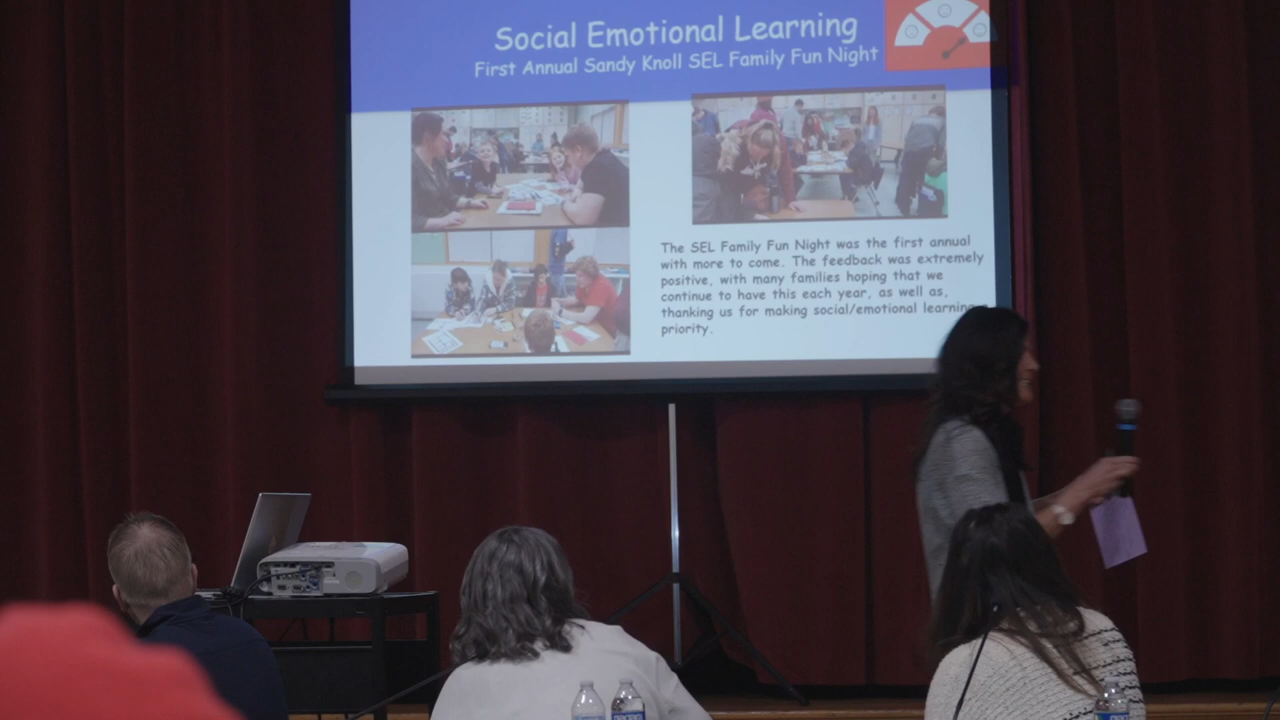 Social Emotional Learning
First Annual Sandy Knoll SEL Family Fun Night
The SEL Family Fun Night was the first annual
with more to come. The feedback was extremely
positive, with many families hoping that we
continue to have this each year, as well as,
thanking us for making social/emotional learning
priority.